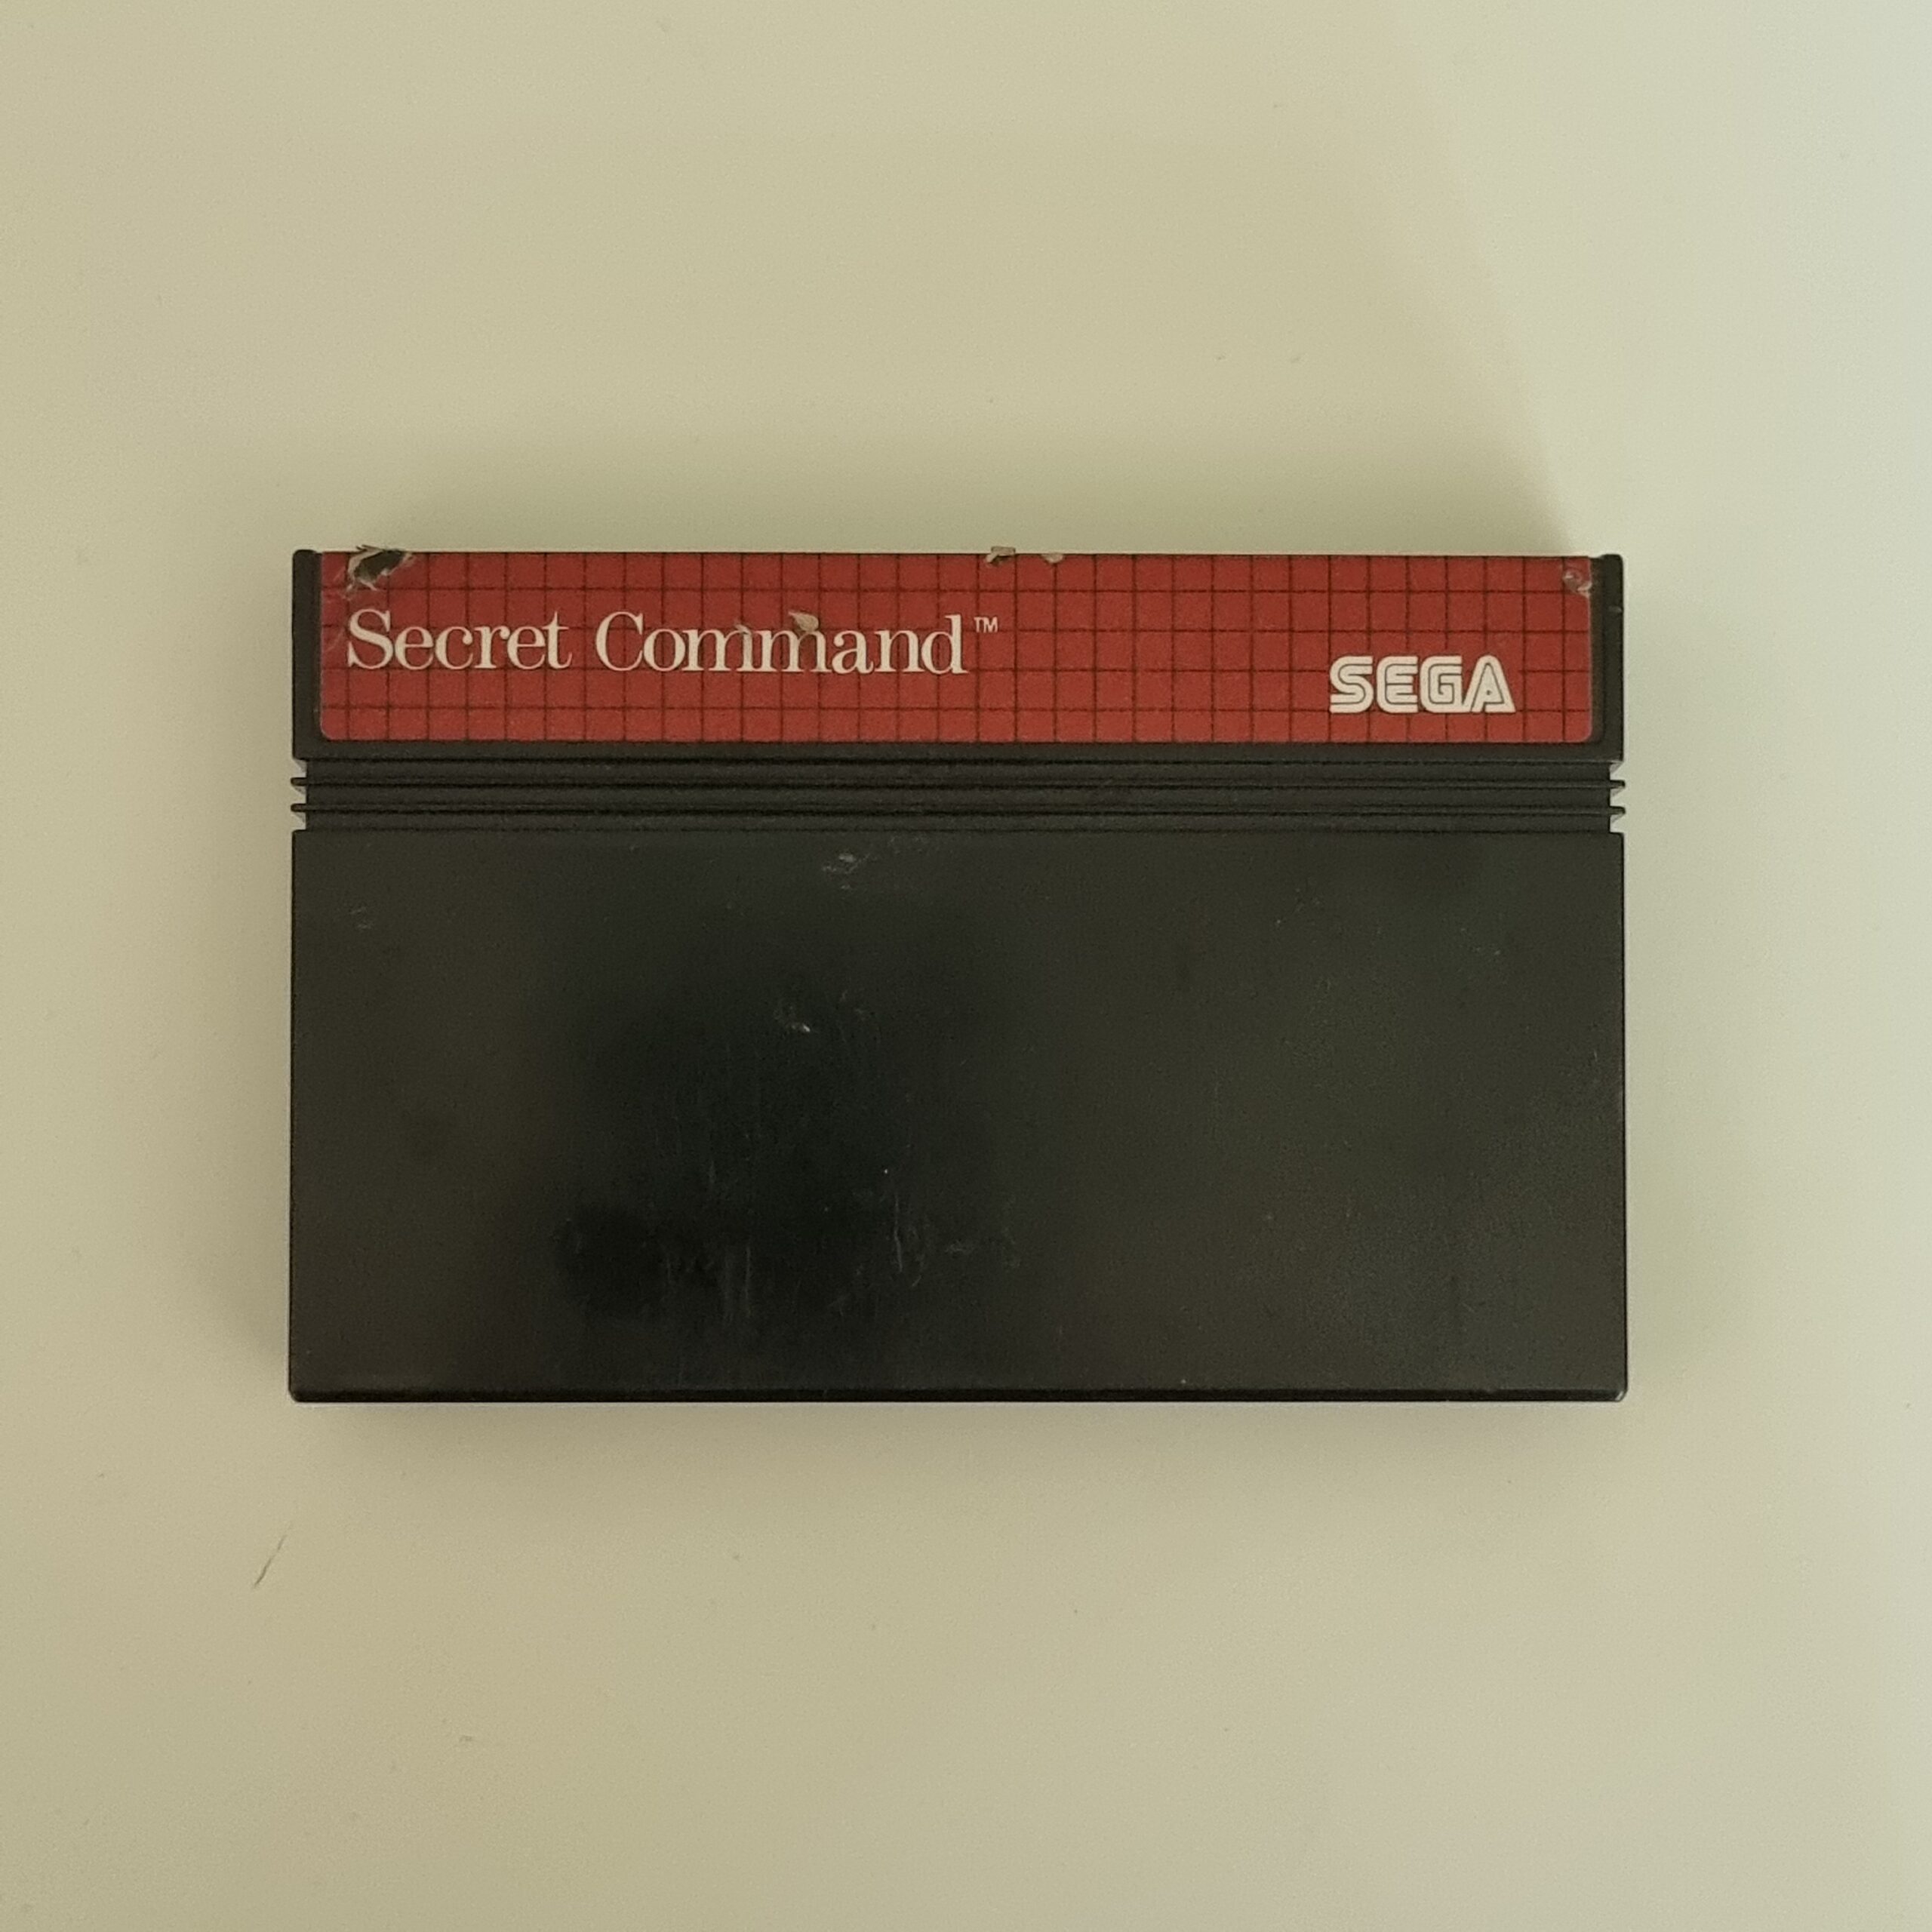 Secret Command™
SEGA